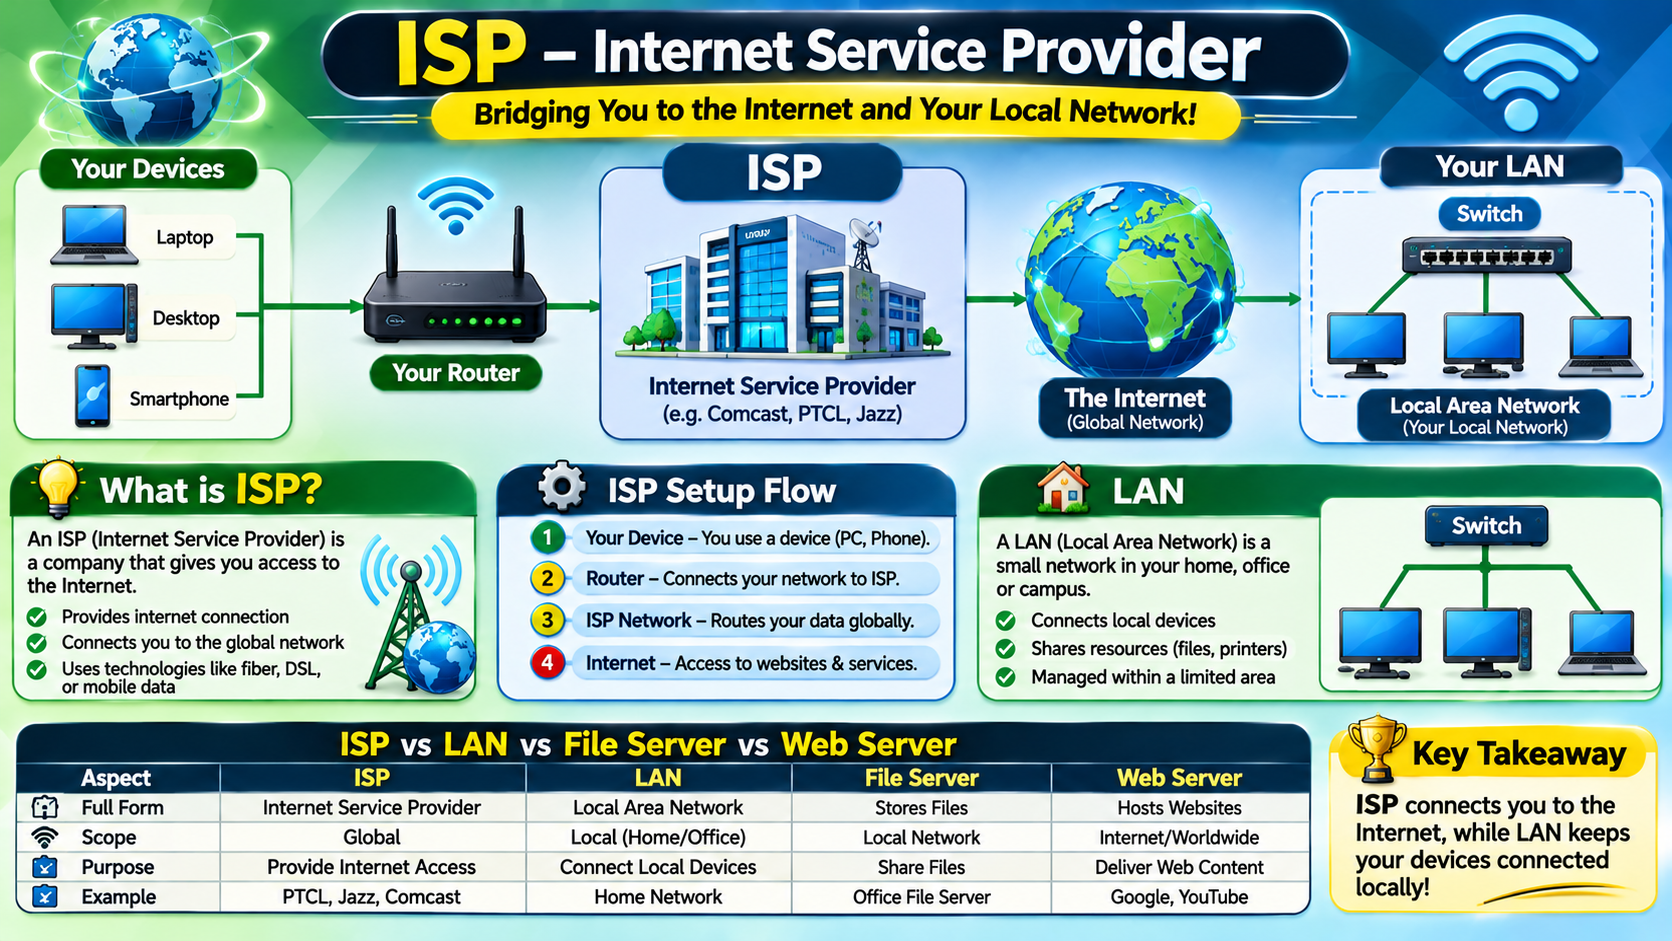 ISP – Internet Service Provider
Bridging You to the Internet and Your Local Network!
Your Devices
Laptop
Desktop
Smartphone
Your Router
ISP
Internet Service Provider
(e.g. Comcast, PTCL, Jazz)
The Internet
(Global Network)
Your LAN
Switch
Local Area Network
(Your Local Network)
What is ISP?
An ISP (Internet Service Provider) is
a company that gives you access to
the Internet.
Provides internet connection
Connects you to the global network
Uses technologies like fiber, DSL,
or mobile data
ISP Setup Flow
1 Your Device – You use a device (PC, Phone).
2 Router – Connects your network to ISP.
3 ISP Network – Routes your data globally.
4 Internet – Access to websites & services.
LAN
A LAN (Local Area Network) is a
small network in your home, office
or campus.
Connects local devices
Shares resources (files, printers)
Managed within a limited area
Switch
ISP vs LAN vs File Server vs Web Server
Aspect ISP LAN File Server Web Server
Full Form Internet Service Provider Local Area Network Stores Files Hosts Websites
Scope Global Local (Home/Office) Local Network Internet/Worldwide
Purpose Provide Internet Access Connect Local Devices Share Files Deliver Web Content
Example PTCL, Jazz, Comcast Home Network Office File Server Google, YouTube
Key Takeaway
ISP connects you to the
Internet, while LAN keeps
your devices connected
locally!